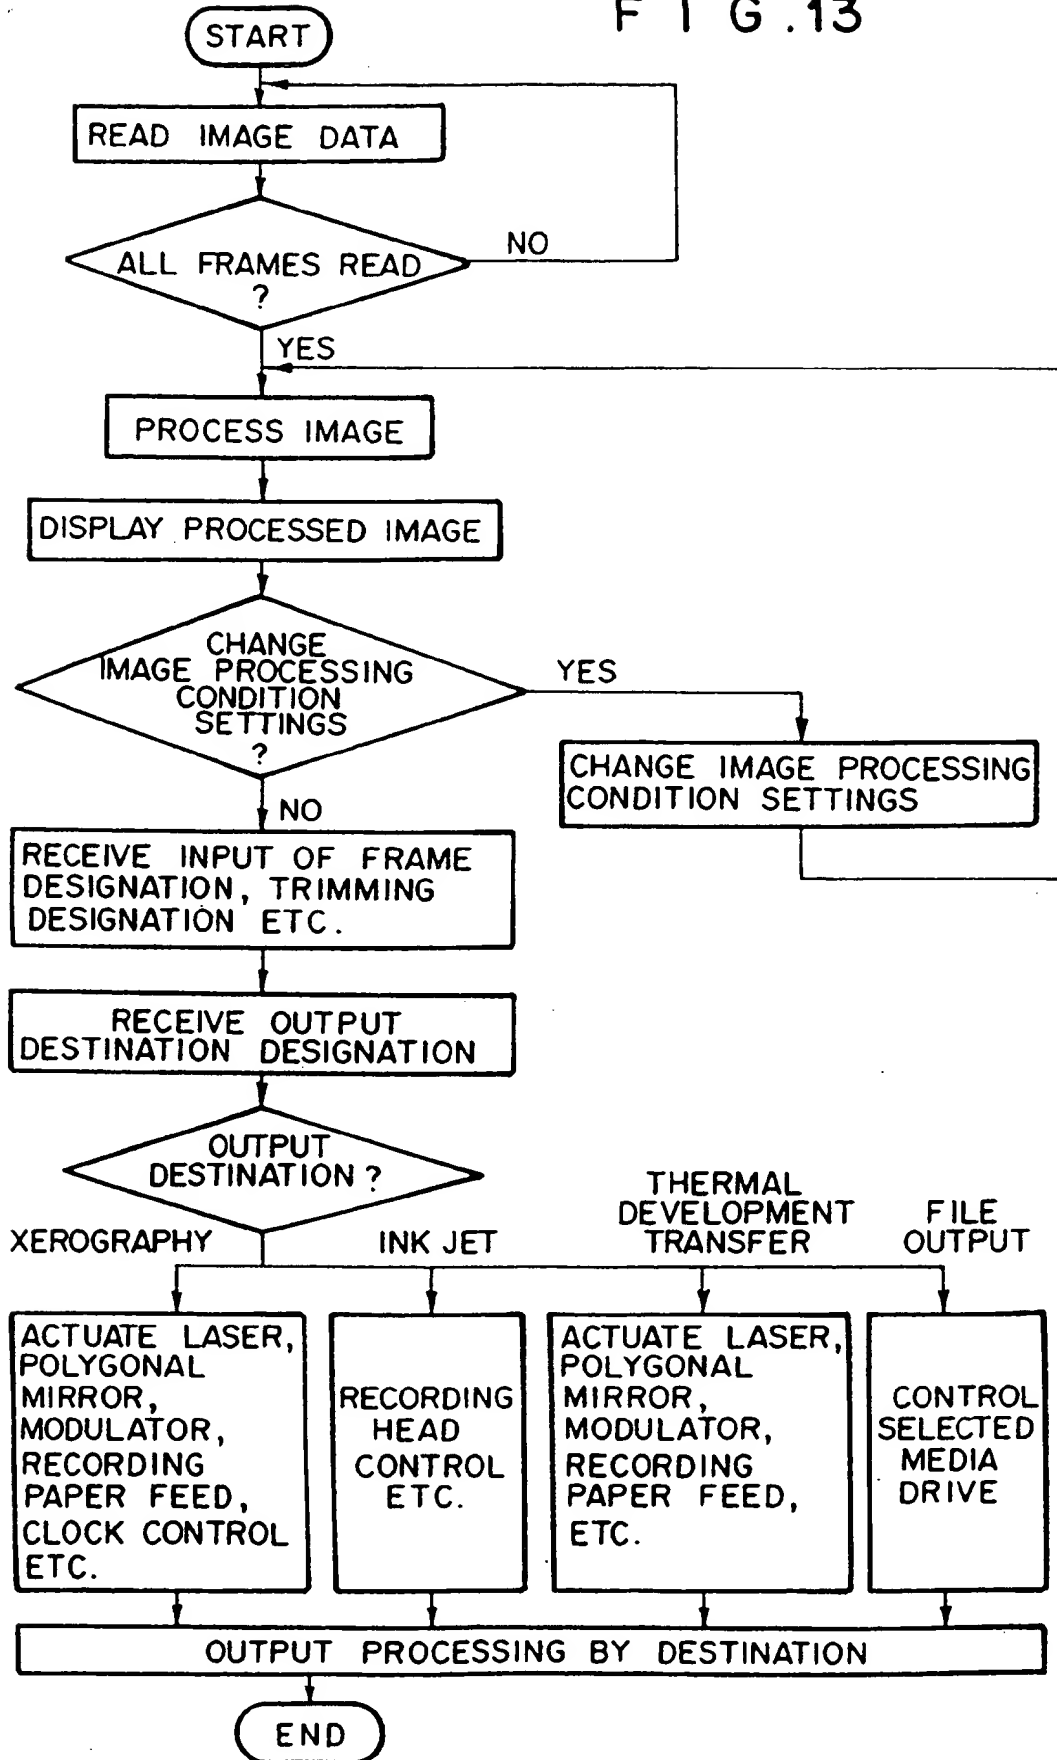 F I G . 13
START
READ IMAGE DATA
ALL FRAMES READ
?
NO
YES
PROCESS IMAGE
DISPLAY PROCESSED IMAGE
CHANGE
IMAGE PROCESSING
CONDITION
SETTINGS
?
YES
CHANGE IMAGE PROCESSING
CONDITION SETTINGS
NO
RECEIVE INPUT OF FRAME
DESIGNATION, TRIMMING
DESIGNATION ETC.
RECEIVE OUTPUT
DESTINATION DESIGNATION
OUTPUT
DESTINATION ?
XEROGRAPHY
INK JET
THERMAL
DEVELOPMENT
TRANSFER
FILE
OUTPUT
ACTUATE LASER,
POLYGONAL
MIRROR,
MODULATOR,
RECORDING
PAPER FEED,
CLOCK CONTROL
ETC.
RECORDING
HEAD
CONTROL
ETC.
ACTUATE LASER,
POLYGONAL
MIRROR,
MODULATOR,
RECORDING
PAPER FEED,
ETC.
CONTROL
SELECTED
MEDIA
DRIVE
OUTPUT PROCESSING BY DESTINATION
END